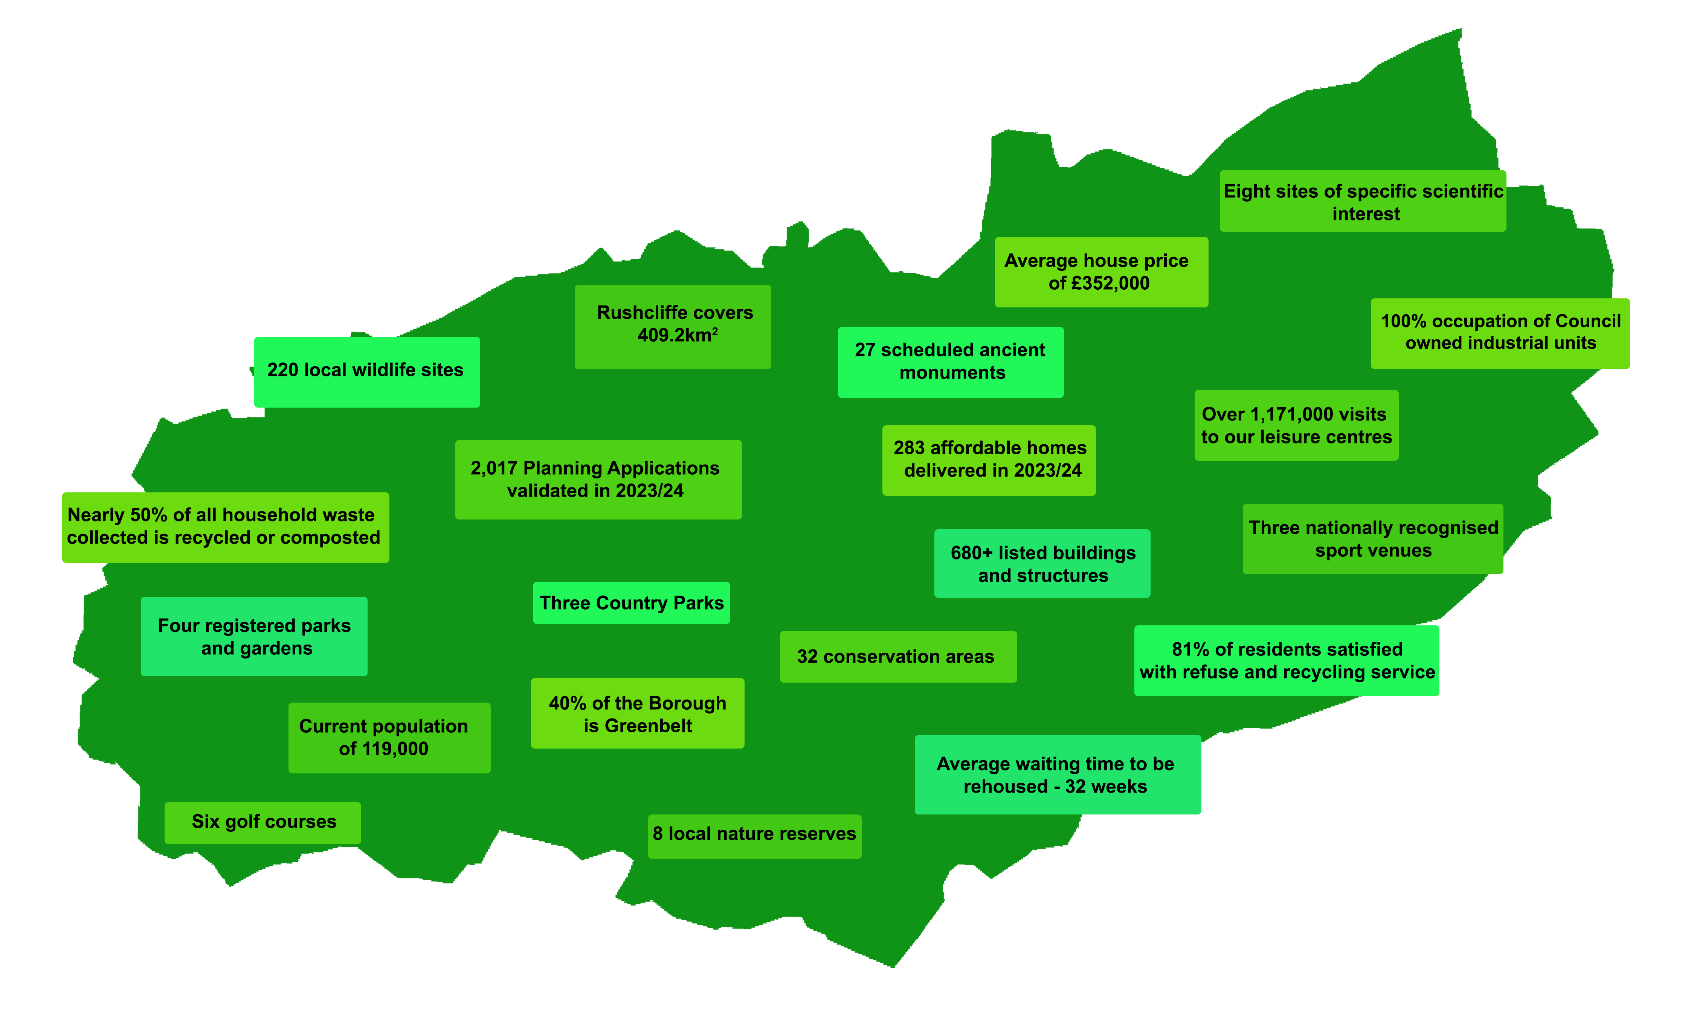 Eight sites of specific scientific
interest
Average house price
of £352,000
Rushcliffe covers
409.2km²
100% occupation of Council
owned industrial units
27 scheduled ancient
monuments
220 local wildlife sites
Over 1,171,000 visits
to our leisure centres
283 affordable homes
delivered in 2023/24
2,017 Planning Applications
validated in 2023/24
Nearly 50% of all household waste
collected is recycled or composted
Three nationally recognised
sport venues
680+ listed buildings
and structures
Three Country Parks
Four registered parks
and gardens
32 conservation areas
81% of residents satisfied
with refuse and recycling service
40% of the Borough
is Greenbelt
Current population
of 119,000
Average waiting time to be
rehoused - 32 weeks
Six golf courses
8 local nature reserves